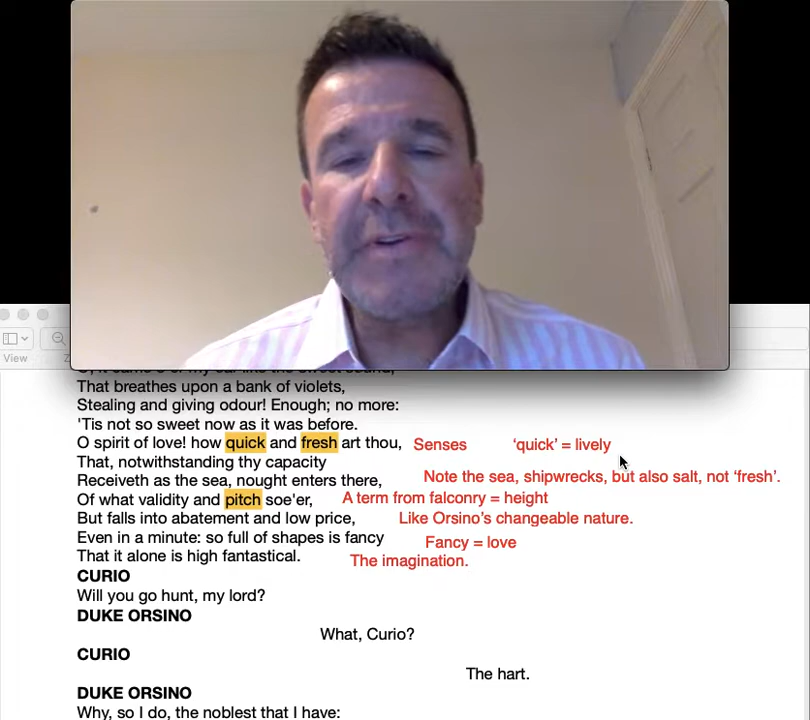 View
That breathes upon a bank of violets,
Stealing and giving odour! Enough; no more:
'Tis not so sweet now as it was before.
O spirit of love! how quick and fresh art thou, Senses ‘quick’ = lively
That, notwithstanding thy capacity
Receiveth as the sea, nought enters there, Note the sea, shipwrecks, but also salt, not ‘fresh’.
Of what validity and pitch soe'er, A term from falconry = height
But falls into abatement and low price, Like Orsino’s changeable nature.
Even in a minute: so full of shapes is fancy Fancy = love
That it alone is high fantastical. The imagination.
CURIO
Will you go hunt, my lord?
DUKE ORSINO
What, Curio?
CURIO
The hart.
DUKE ORSINO
Why, so I do, the noblest that I have: